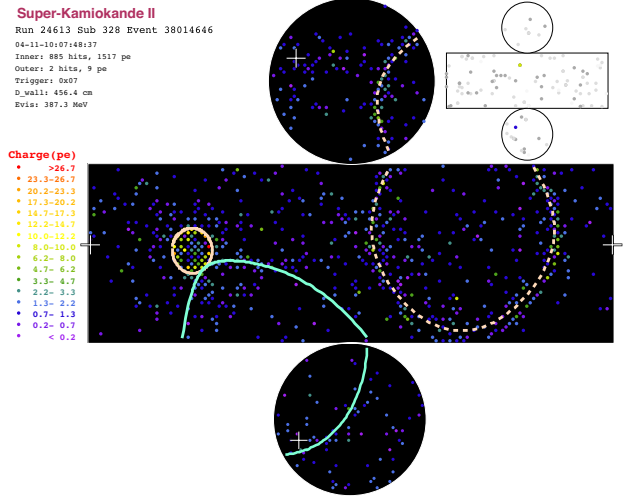 Super-Kamiokande II
Run 24613 Sub 328 Event 38014646
04-11-10:07:48:37
Inner: 885 hits, 1517 pe
Outer: 2 hits, 9 pe
Trigger: 0x07
D_wall: 456.4 cm
Evis: 387.3 MeV
Charge(pe)
>26.7
23.3-26.7
20.2-23.3
17.3-20.2
14.7-17.3
12.2-14.7
10.0-12.2
8.0-10.0
6.2- 8.0
4.7- 6.2
3.3- 4.7
2.2- 3.3
1.3- 2.2
0.7- 1.3
0.2- 0.7
< 0.2